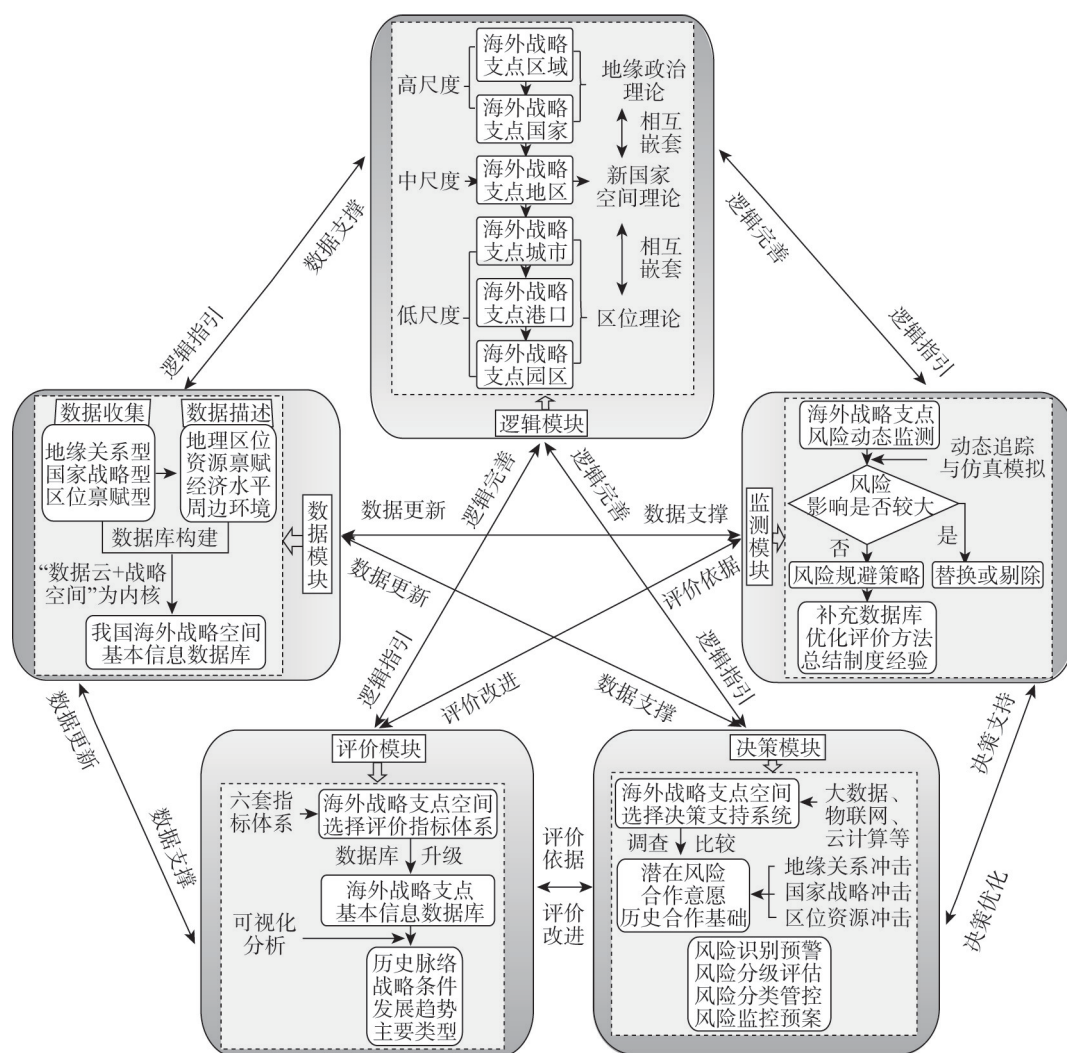 海外战略
支点区域
高尺度
地缘政治
理论
海外战略
支点国家
相互
嵌套
中尺度
海外战略
支点地区
新国家
空间理论
海外战略
支点城市
相互
嵌套
低尺度
海外战略
支点港口
区位理论
海外战略
支点园区
逻辑模块
数据支撑
逻辑指引
逻辑完善
逻辑指引
数据收集
数据描述
地缘关系型
国家战略型
区位禀赋型
地理区位
资源禀赋
经济水平
周边环境
数据库构建
“数据云+战略
空间”为内核
我国海外战略空间
基本信息数据库
数据模块
逻辑完善
逻辑完善
数据更新
数据支撑
数据更新
评价依据
监测模块
海外战略支点
风险动态监测
动态追踪
与仿真模拟
风险
影响是否较大
否
是
风险规避策略
替换或剔除
补充数据库
优化评价方法
总结制度经验
逻辑指引
评价改进
数据支撑
逻辑指引
数据更新
数据支撑
决策支持
决策优化
评价模块
六套指
标体系
海外战略支点空间
选择评价指标体系
数据库
升级
海外战略支点
基本信息数据库
可视化
分析
历史脉络
战略条件
发展趋势
主要类型
评价
依据
评价
改进
决策模块
海外战略支点空间
选择决策支持系统
大数据、
物联网、
云计算等
调查
比较
潜在风险
合作意愿
历史合作基础
地缘关系冲击
国家战略冲击
区位资源冲击
风险识别预警
风险分级评估
风险分类管控
风险监控预案